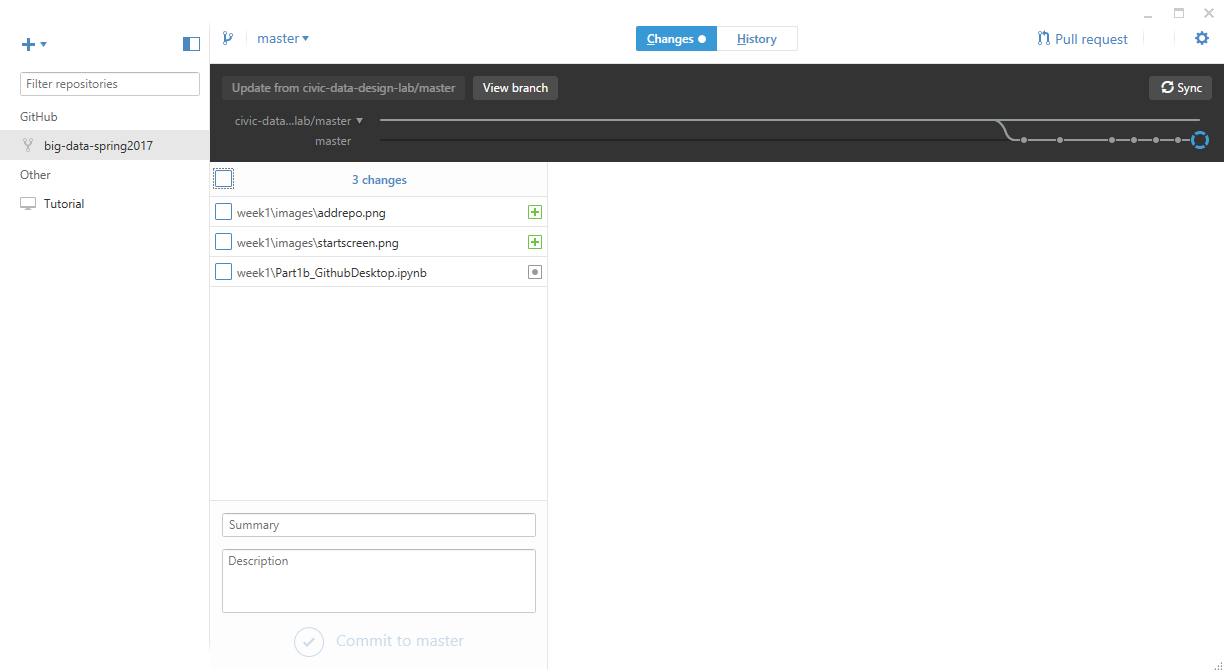 master
Changes
History
Pull request
Filter repositories
GitHub
big-data-spring2017
Other
Tutorial
Update from civic-data-design-lab/master
View branch
Sync
civic-data...lab/master
master
3 changes
week1\images\addrepo.png
week1\images\startscreen.png
week1\Part1b_GithubDesktop.ipynb
Summary
Description
Commit to master